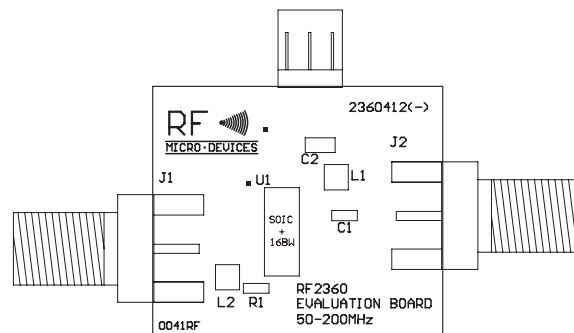 2360412(-)
RF
MICRO·DEVICES
J2
C2
J1
U1
L1
SOIC
+
16BW
C1
L2
R1
RF2360
EVALUATION BOARD
50-200MHz
0041RF